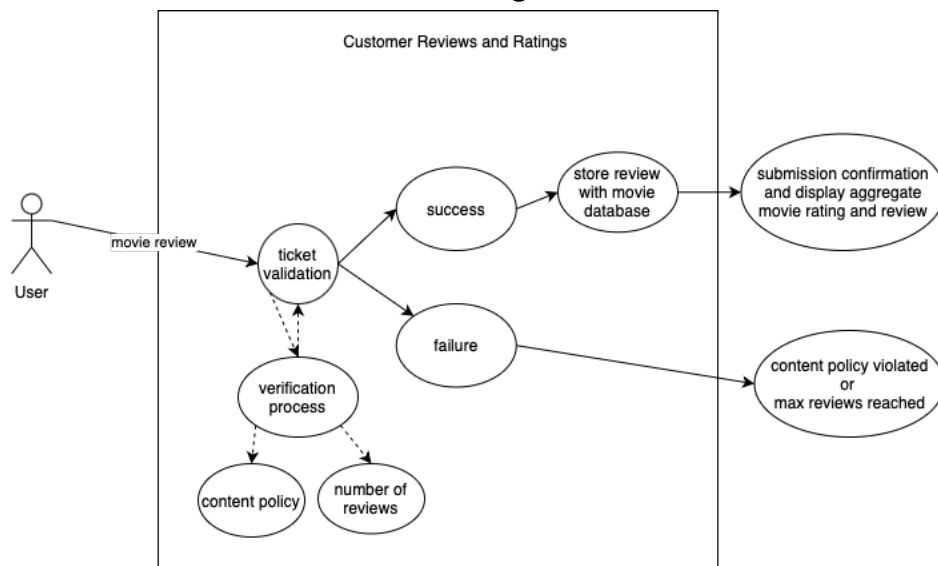 Customer Reviews and Ratings
movie review
User
ticket
validation
success
store review
with movie
database
submission confirmation
and display aggregate
movie rating and review
failure
content policy violated
or
max reviews reached
verification
process
content policy
number of
reviews